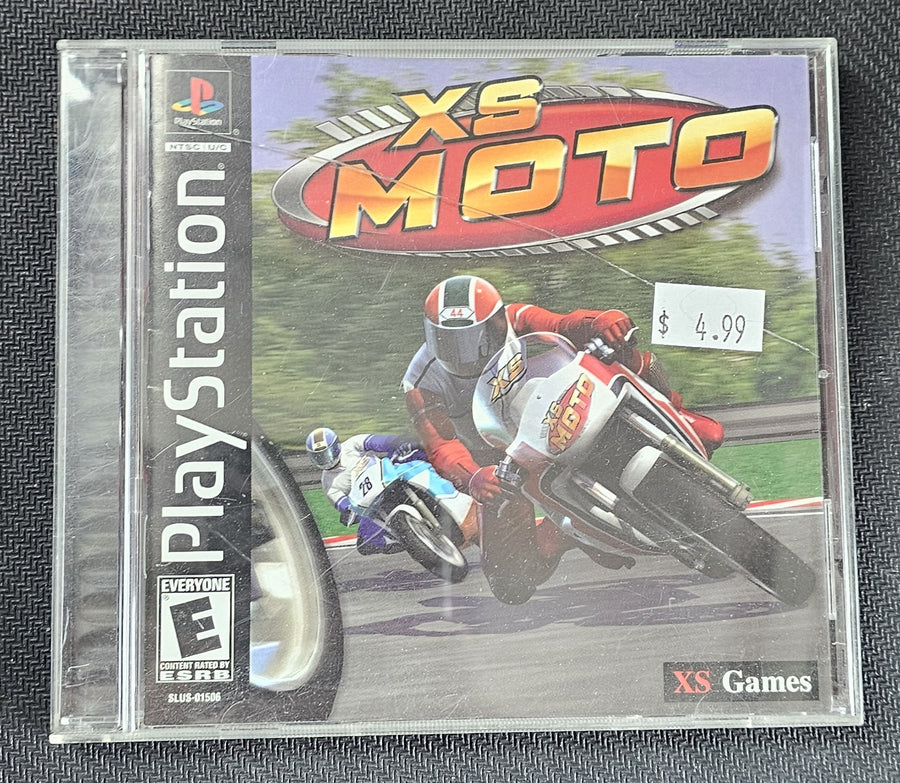 PlayStation
NTSC U/C
PlayStation
XS
MOTO
$ 4.99
44
XS
XS
MOTO
28
EVERYONE
E
CONTENT RATED BY
ESRB
SLUS-01506
XS Games